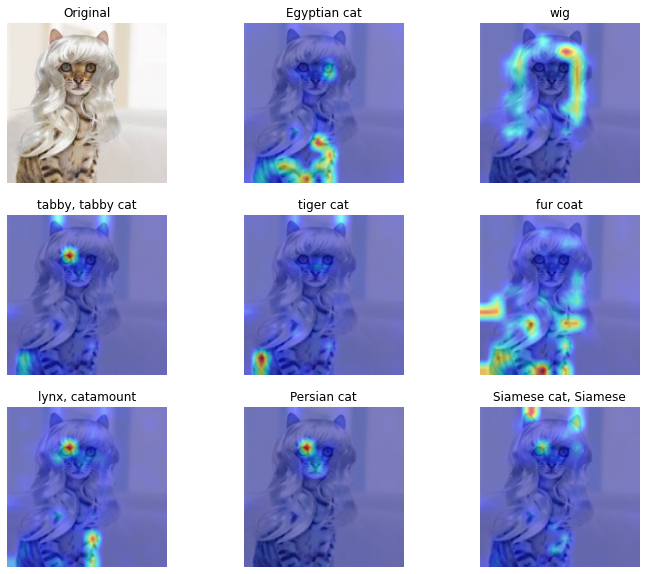 Original
Egyptian cat
wig
tabby, tabby cat
tiger cat
fur coat
lynx, catamount
Persian cat
Siamese cat, Siamese